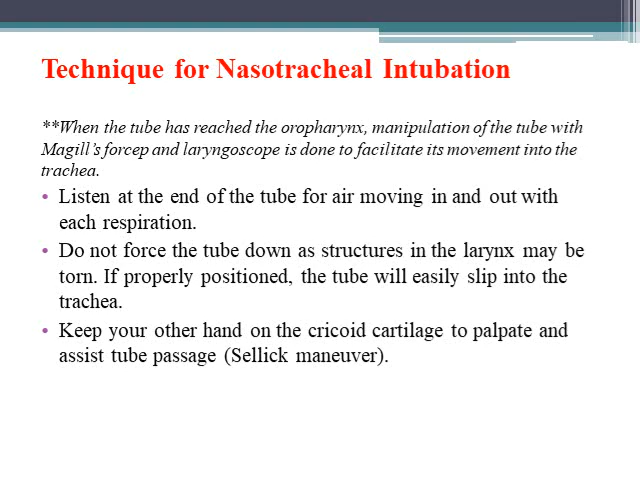 Technique for Nasotracheal Intubation
**When the tube has reached the oropharynx, manipulation of the tube with
Magill's forcep and laryngoscope is done to facilitate its movement into the
trachea.
• Listen at the end of the tube for air moving in and out with
each respiration.
• Do not force the tube down as structures in the larynx may be
torn. If properly positioned, the tube will easily slip into the
trachea.
• Keep your other hand on the cricoid cartilage to palpate and
assist tube passage (Sellick maneuver).